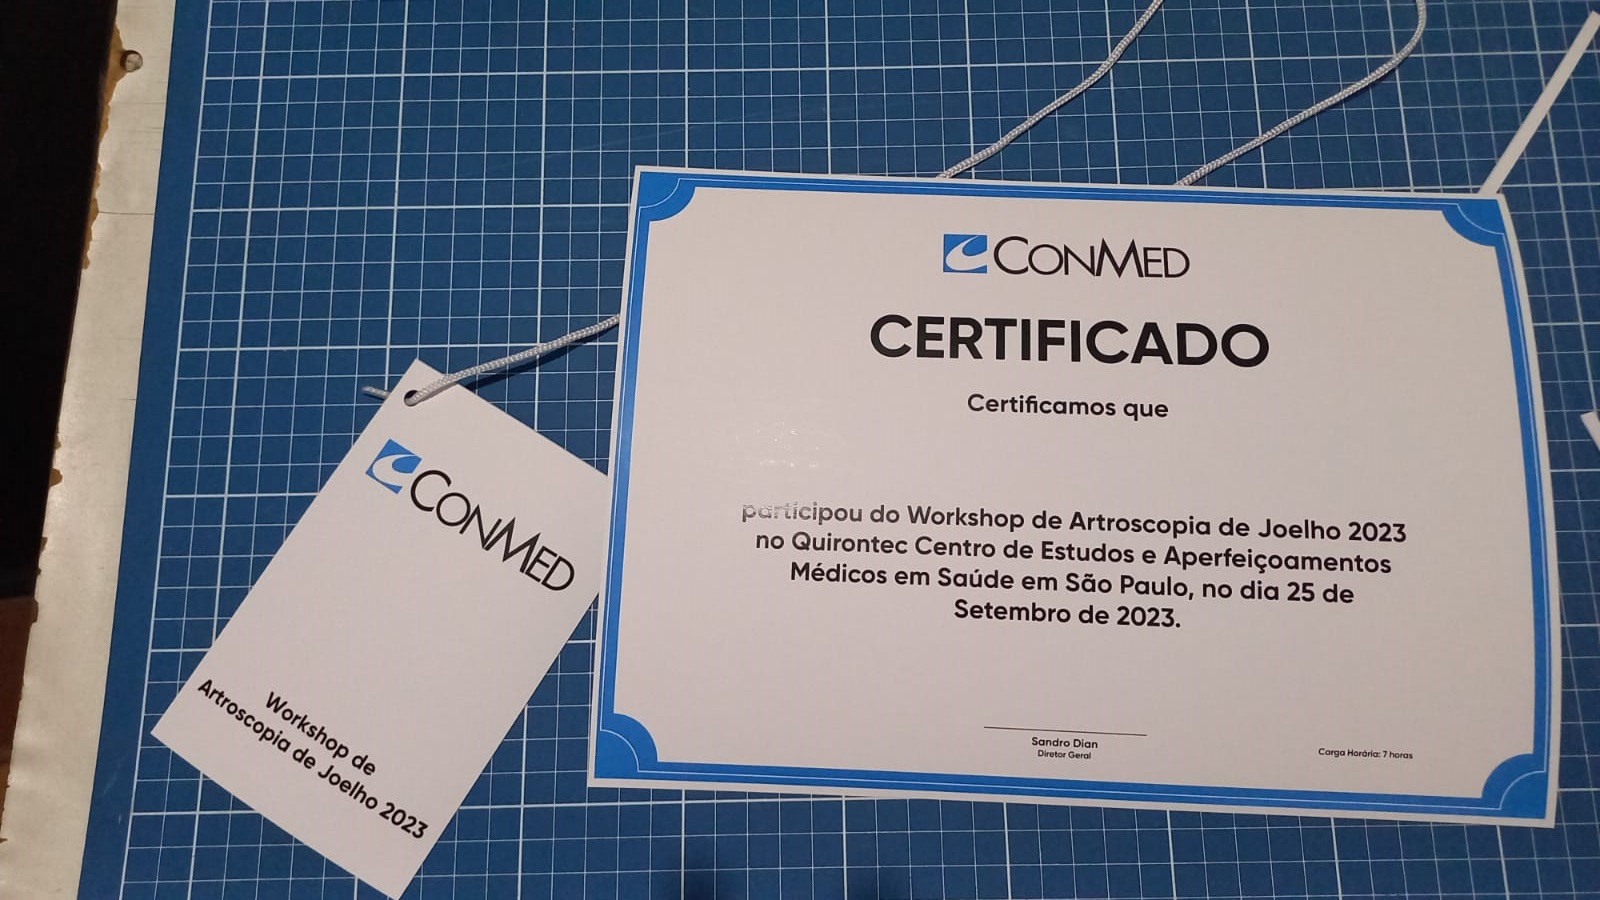 CONMED
CERTIFICADO
Certificamos que
participou do Workshop de Artroscopia de Joelho 2023
no Quirontec Centro de Estudos e Aperfeiçoamentos
Médicos em Saúde em São Paulo, no dia 25 de
Setembro de 2023.
Sandro Dian
Diretor Geral
Carga Horária: 7 horas
CONMED
Workshop de
Artroscopia de Joelho 2023